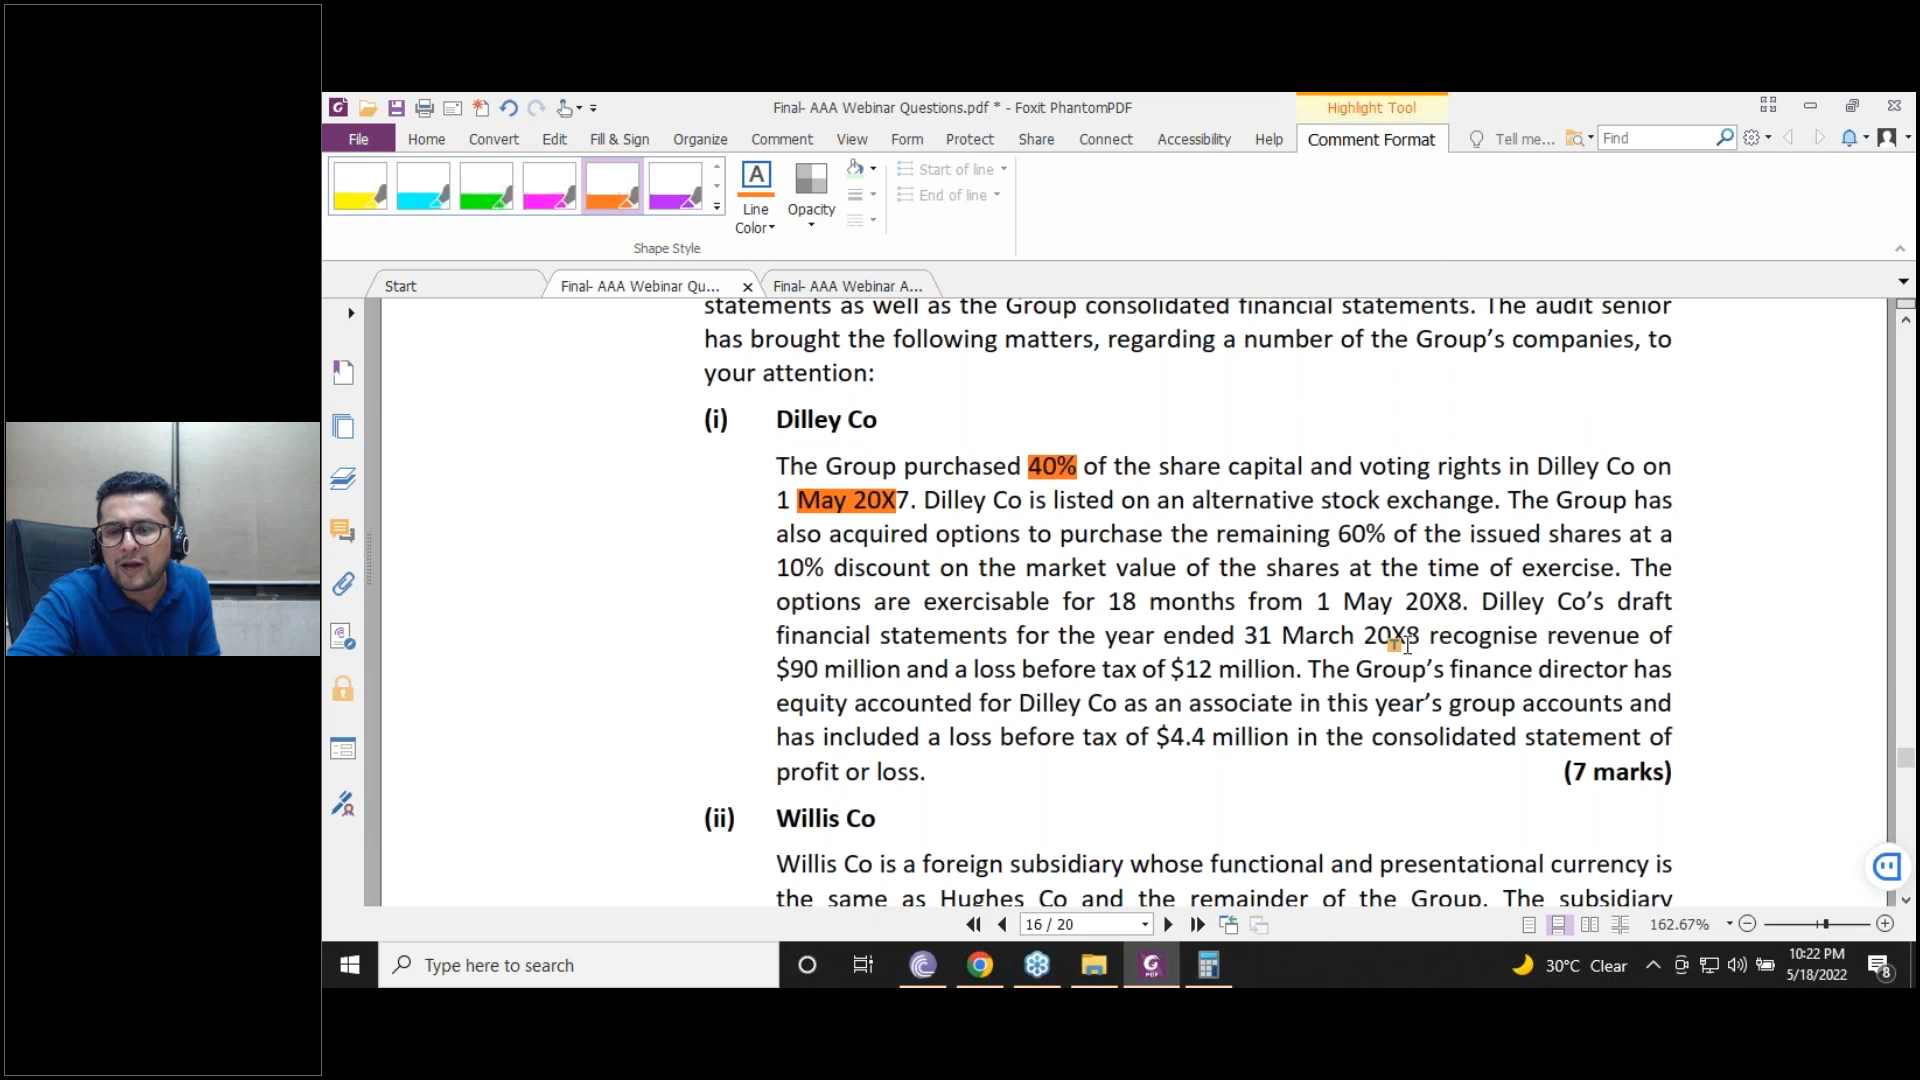 Final- AAA Webinar Questions.pdf * - Foxit PhantomPDF
Highlight Tool
File Home Convert Edit Fill & Sign Organize Comment View Form Protect Share Connect Accessibility Help Comment Format Tell me... Find
Line Color
Opacity
Start of line
End of line
Shape Style
Start
Final- AAA Webinar Qu...
Final- AAA Webinar A...
statements as well as the Group consolidated financial statements. The audit senior
has brought the following matters, regarding a number of the Group's companies, to
your attention:
(i) Dilley Co
The Group purchased 40% of the share capital and voting rights in Dilley Co on
1 May 20X7. Dilley Co is listed on an alternative stock exchange. The Group has
also acquired options to purchase the remaining 60% of the issued shares at a
10% discount on the market value of the shares at the time of exercise. The
options are exercisable for 18 months from 1 May 20X8. Dilley Co's draft
financial statements for the year ended 31 March 20X8 recognise revenue of
$90 million and a loss before tax of $12 million. The Group's finance director has
equity accounted for Dilley Co as an associate in this year's group accounts and
has included a loss before tax of $4.4 million in the consolidated statement of
profit or loss. (7 marks)
(ii) Willis Co
Willis Co is a foreign subsidiary whose functional and presentational currency is
the same as Hughes Co and the remainder of the Group. The subsidiary
16 / 20
162.67%
Type here to search
30°C Clear
10:22 PM
5/18/2022
8